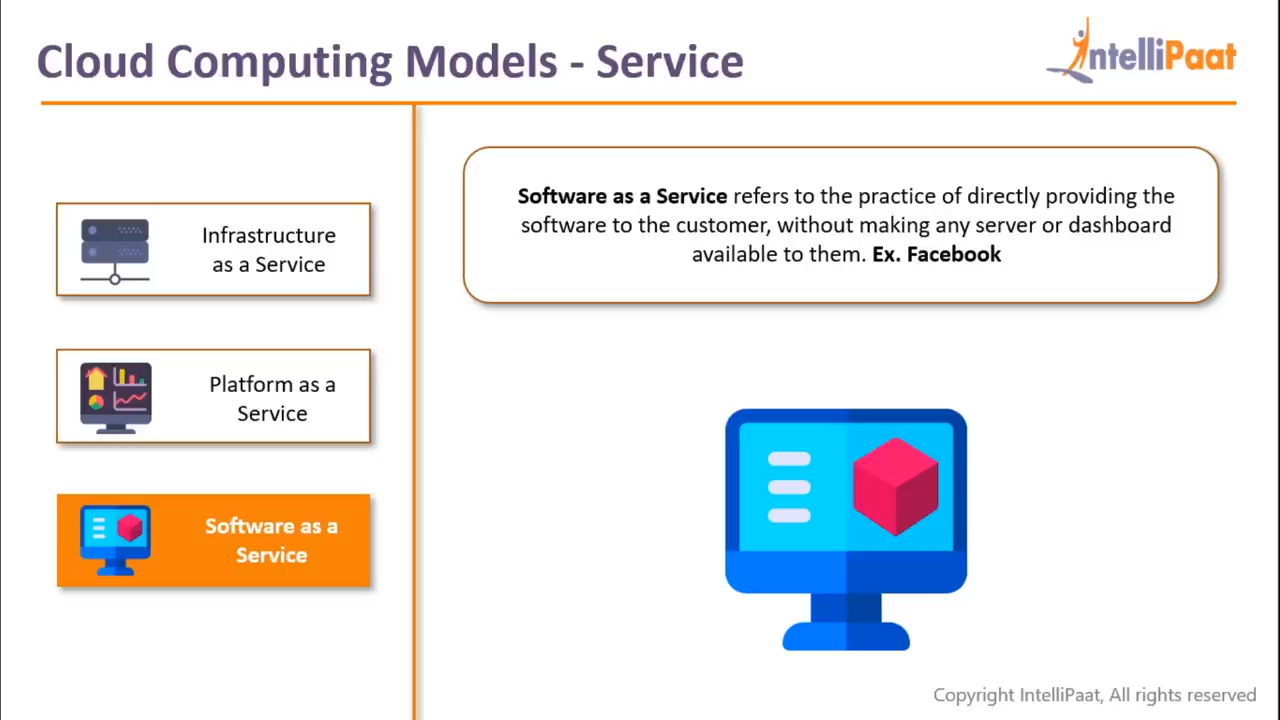 Cloud Computing Models - Service
IntelliPaat
Infrastructure
as a Service
Platform as a
Service
Software as a
Service
Software as a Service refers to the practice of directly providing the
software to the customer, without making any server or dashboard
available to them. Ex. Facebook
Copyright IntelliPaat, All rights reserved